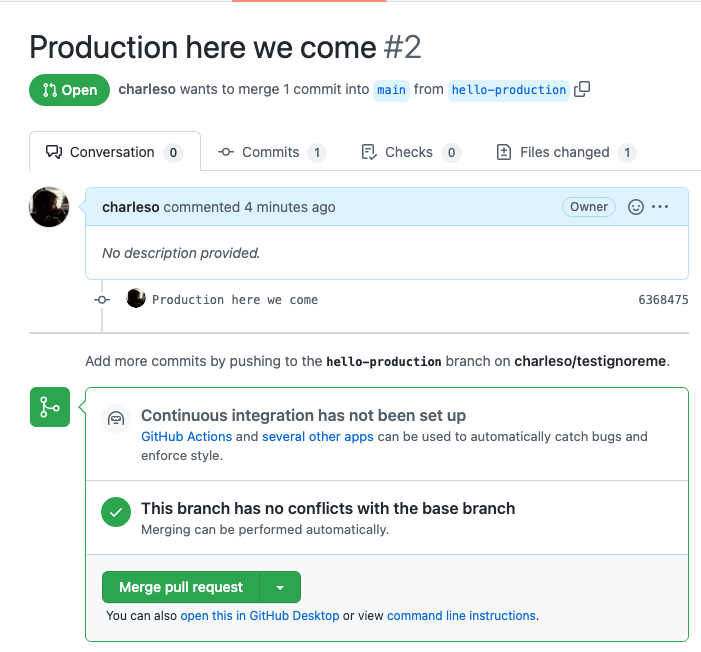 Production here we come #2
Open charleso wants to merge 1 commit into main from hello-production
Conversation 0 Commits 1 Checks 0 Files changed 1
charleso commented 4 minutes ago Owner
No description provided.
Production here we come 6368475
Add more commits by pushing to the hello-production branch on charleso/testignoreme.
Continuous integration has not been set up
GitHub Actions and several other apps can be used to automatically catch bugs and
enforce style.
This branch has no conflicts with the base branch
Merging can be performed automatically.
Merge pull request
You can also open this in GitHub Desktop or view command line instructions.